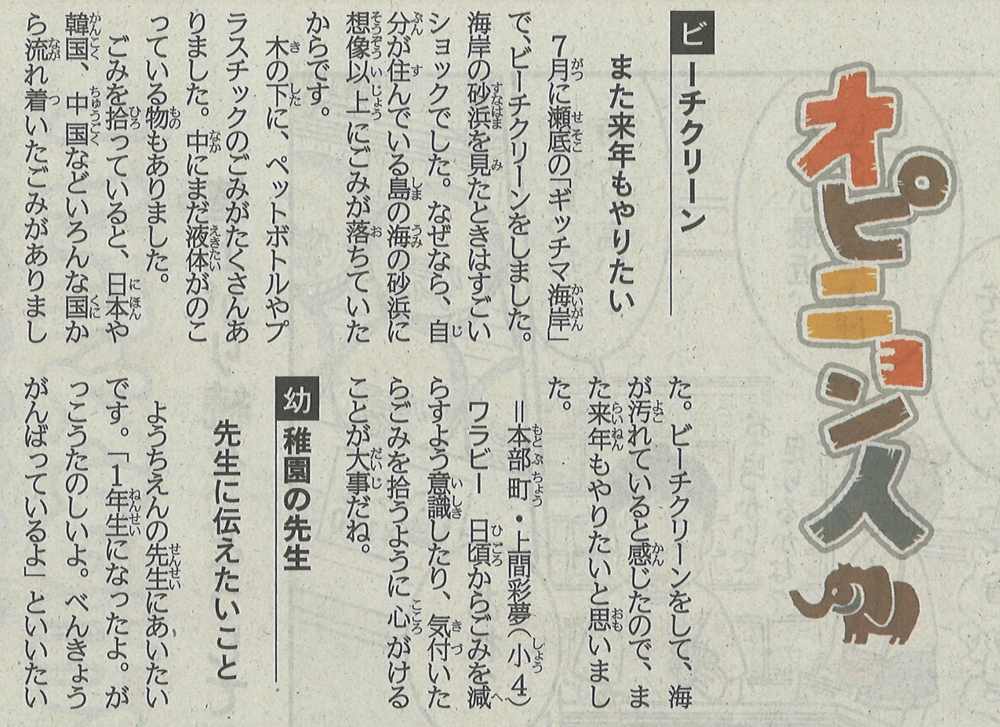 オピニオンズ
ビーチクリーン
また来年もやりたい
7月に瀬底の「ギッチマ海岸」
で、ビーチクリーンをしました。
海岸の砂浜を見たときはすごい
ショックでした。なぜなら、自
分が住んでいる島の海の砂浜に
想像以上にごみが落ちていた
からです。
木の下に、ペットボトルやプ
ラスチックのごみがたくさんあ
りました。中にまだ液体がのこ
っている物もありました。
ごみを拾っていると、日本や
韓国、中国などいろんな国か
ら流れ着いたごみがありまし
た。ビーチクリーンをして、海
が汚れていると感じたので、ま
た来年もやりたいと思いまし
た。
=本部町・上間彩夢(小4)
ワラビー　日頃からごみを減
らすよう意識したり、気付いた
らごみを拾うように心がける
ことが大事だね。
幼稚園の先生
先生に伝えたいこと
ようちえんの先生にあいたい
です。「1年生になったよ。が
っこうたのしいよ。べんきょう
がんばっているよ」といいたい